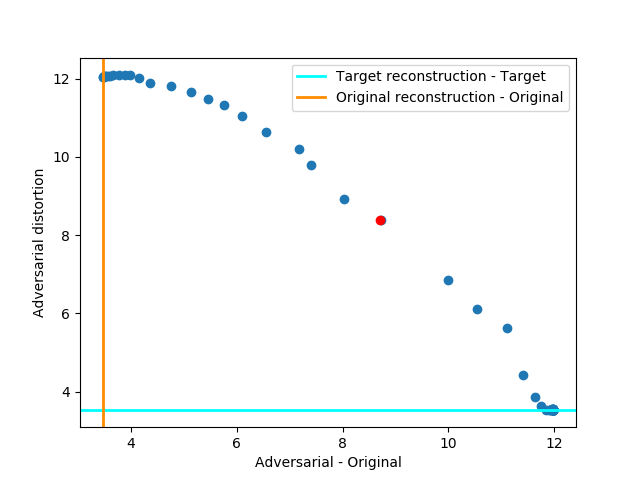 Target reconstruction - Target
Original reconstruction - Original
12
10
8
6
4
Adversarial distortion
4
6
8
10
12
Adversarial - Original